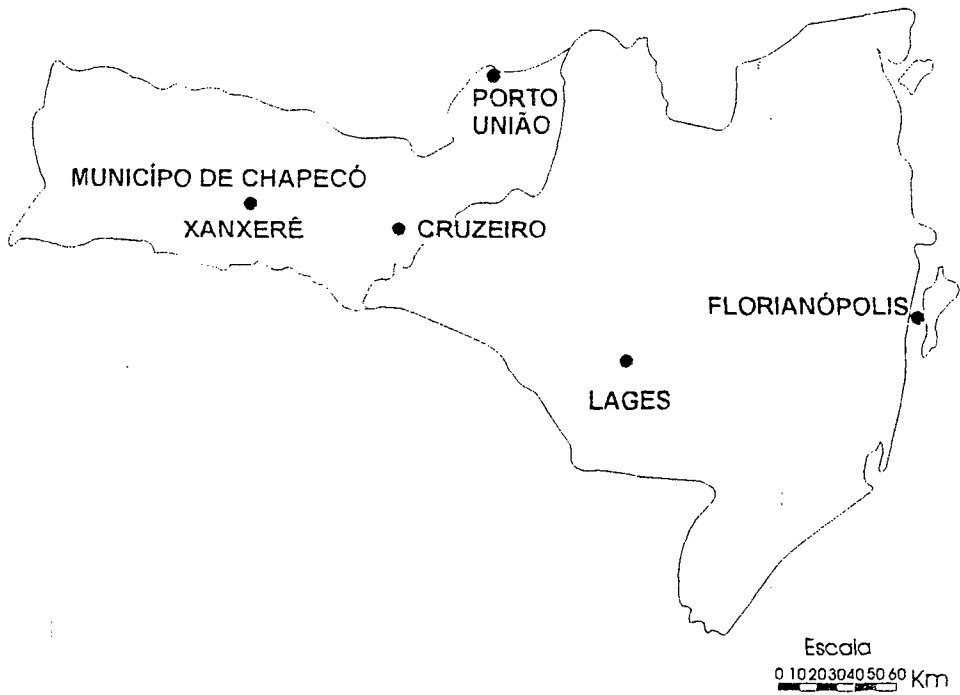 PORTO
UNIÃO
MUNICÍPO DE CHAPECÓ
XANXERÊ
CRUZEIRO
FLORIANÓPOLIS
LAGES
Escala
0 10 20 30 40 50 60 Km